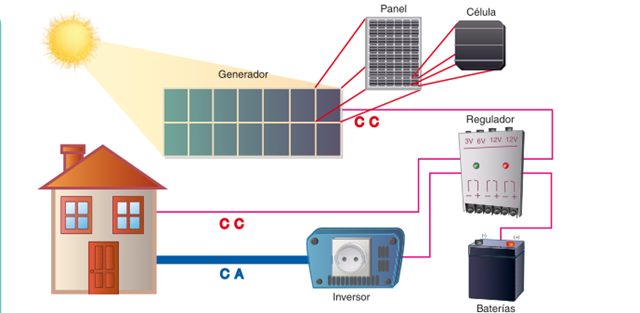 Panel
Célula
Generador
C C
Regulador
3V 6V 12V 12V
- + - + - +
C C
C A
Inversor
(-) (+)
Baterías